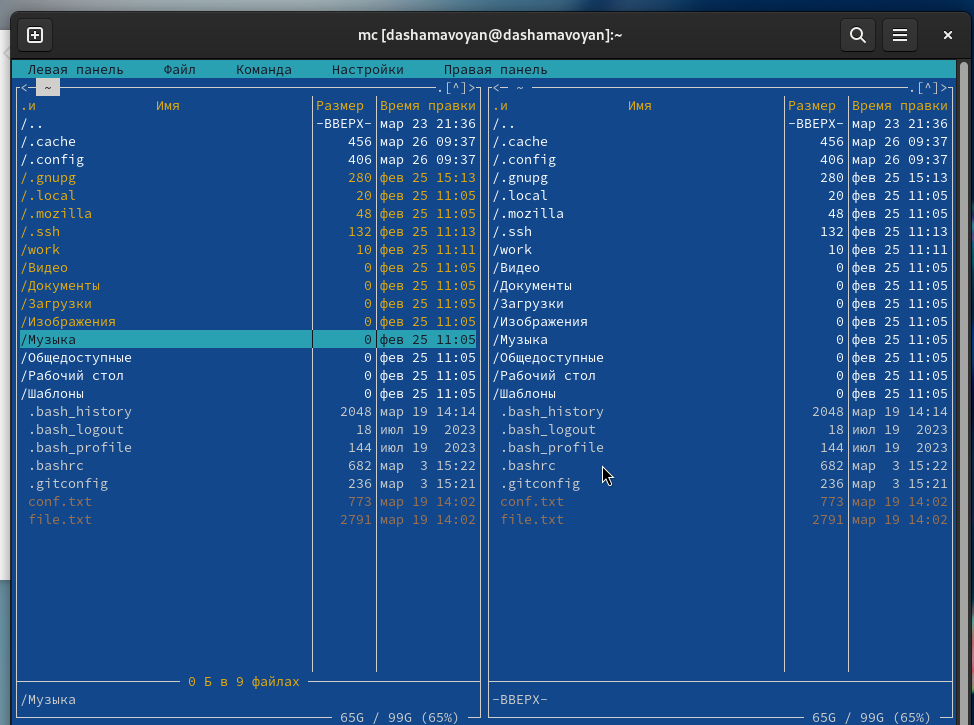 mc [dashamavoyan@dashamavoyan]:~
Левая панель Файл Команда Настройки Правая панель
<─ ~ .[^]> <─ ~ .[^]>
.и Имя Размер Время правки .и Имя Размер Время правки
/.. -ВВЕРХ- мар 23 21:36 /.. -ВВЕРХ- мар 23 21:36
/.cache 456 мар 26 09:37 /.cache 456 мар 26 09:37
/.config 406 мар 26 09:37 /.config 406 мар 26 09:37
/.gnupg 280 фев 25 15:13 /.gnupg 280 фев 25 15:13
/.local 20 фев 25 11:05 /.local 20 фев 25 11:05
/.mozilla 48 фев 25 11:05 /.mozilla 48 фев 25 11:05
/.ssh 132 фев 25 11:13 /.ssh 132 фев 25 11:13
/work 10 фев 25 11:11 /work 10 фев 25 11:11
/Видео 0 фев 25 11:05 /Видео 0 фев 25 11:05
/Документы 0 фев 25 11:05 /Документы 0 фев 25 11:05
/Загрузки 0 фев 25 11:05 /Загрузки 0 фев 25 11:05
/Изображения 0 фев 25 11:05 /Изображения 0 фев 25 11:05
/Музыка 0 фев 25 11:05 /Музыка 0 фев 25 11:05
/Общедоступные 0 фев 25 11:05 /Общедоступные 0 фев 25 11:05
/Рабочий стол 0 фев 25 11:05 /Рабочий стол 0 фев 25 11:05
/Шаблоны 0 фев 25 11:05 /Шаблоны 0 фев 25 11:05
.bash_history 2048 мар 19 14:14 .bash_history 2048 мар 19 14:14
.bash_logout 18 июл 19 2023 .bash_logout 18 июл 19 2023
.bash_profile 144 июл 19 2023 .bash_profile 144 июл 19 2023
.bashrc 682 мар 3 15:22 .bashrc 682 мар 3 15:22
.gitconfig 236 мар 3 15:21 .gitconfig 236 мар 3 15:21
conf.txt 773 мар 19 14:02 conf.txt 773 мар 19 14:02
file.txt 2791 мар 19 14:02 file.txt 2791 мар 19 14:02
0 Б в 9 файлах
/Музыка -ВВЕРХ-
65G / 99G (65%) 65G / 99G (65%)